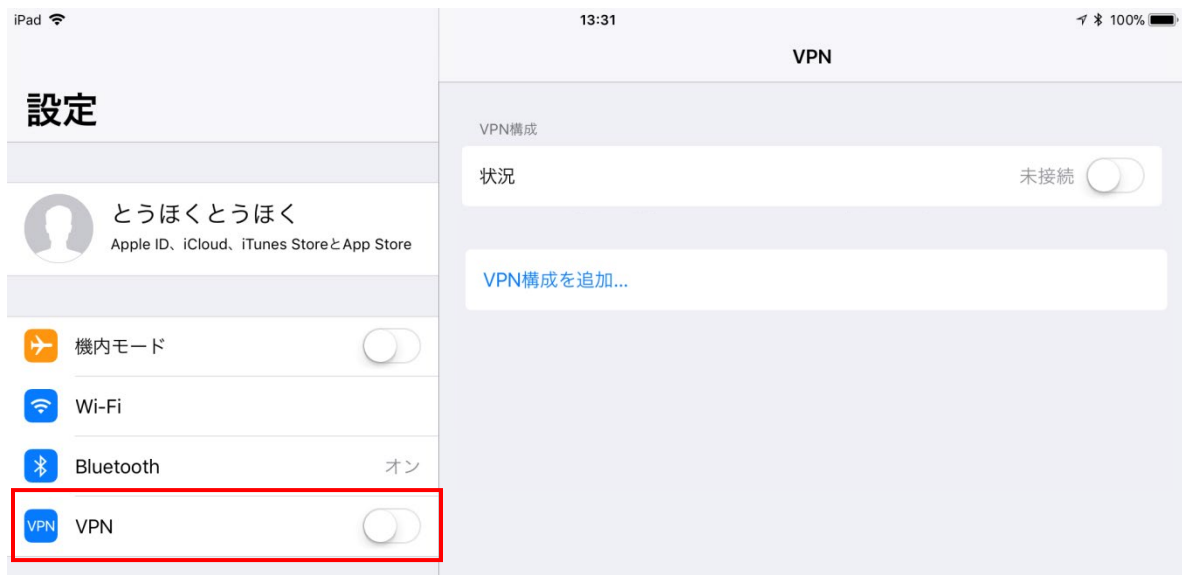 iPad
13:31
100%
VPN
設定
VPN構成
状況
未接続
とうほくとうほく
Apple ID、iCloud、iTunes StoreとApp Store
VPN構成を追加...
機内モード
Wi-Fi
Bluetooth
オン
VPN
VPN